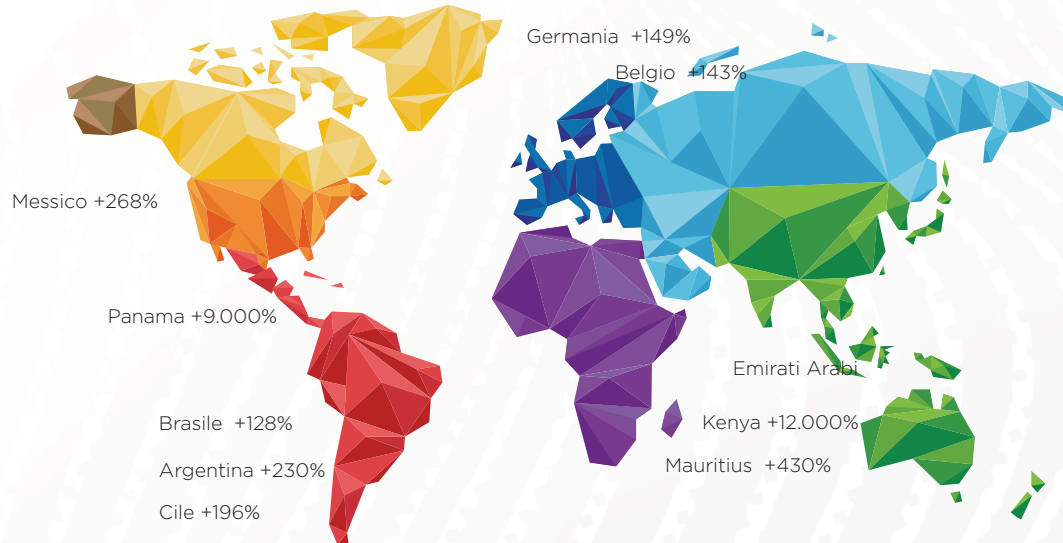 Germania +149%
Belgio +143%
Messico +268%
Panama +9.000%
Emirati Arabi
Brasile +128%
Kenya +12.000%
Argentina +230%
Mauritius +430%
Cile +196%